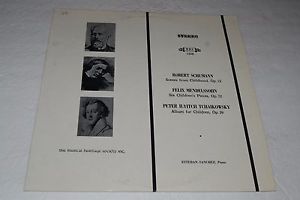 STEREO
ROBERT SCHUMANN
Scenes from Childhood, Op. 15
FELIX MENDELSSOHN
Six Children's Pieces, Op. 72
PETER ILYITCH TCHAIKOVSKY
Album for Children, Op. 39
the musical heritage society inc.
ESTEBAN SANCHEZ, Piano